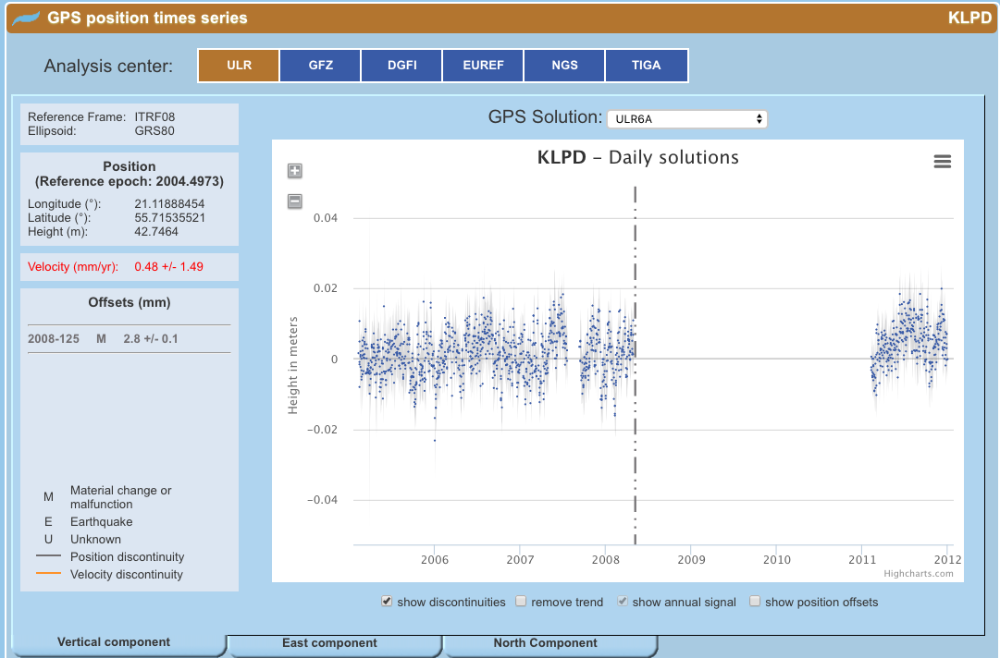 GPS position times series
KLPD
Analysis center:
ULR
GFZ
DGFI
EUREF
NGS
TIGA
Reference Frame: ITRF08
Ellipsoid: GRS80
Position
(Reference epoch: 2004.4973)
Longitude (°): 21.11888454
Latitude (°): 55.71535521
Height (m): 42.7464
Velocity (mm/yr): 0.48 +/- 1.49
Offsets (mm)
2008-125 M 2.8 +/- 0.1
M Material change or
malfunction
E Earthquake
U Unknown
Position discontinuity
Velocity discontinuity
GPS Solution: ULR6A
KLPD – Daily solutions
Height in meters
0.04
0.02
0
−0.02
−0.04
2006
2007
2008
2009
2010
2011
2012
Highcharts.com
show discontinuities
remove trend
show annual signal
show position offsets
Vertical component
East component
North Component